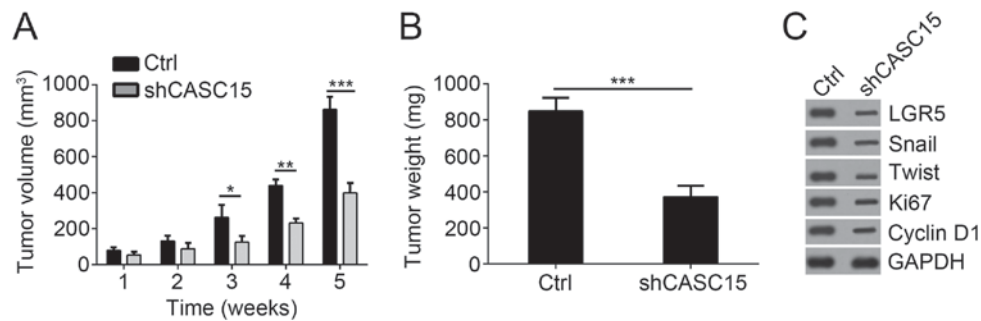 A
Ctrl
shCASC15
Tumor volume (mm³)
1000
800
600
400
200
0
*
**
***
1 2 3 4 5
Time (weeks)
B
Tumor weight (mg)
1000
800
600
400
200
0
***
Ctrl shCASC15
C
Ctrl shCASC15
LGR5
Snail
Twist
Ki67
Cyclin D1
GAPDH